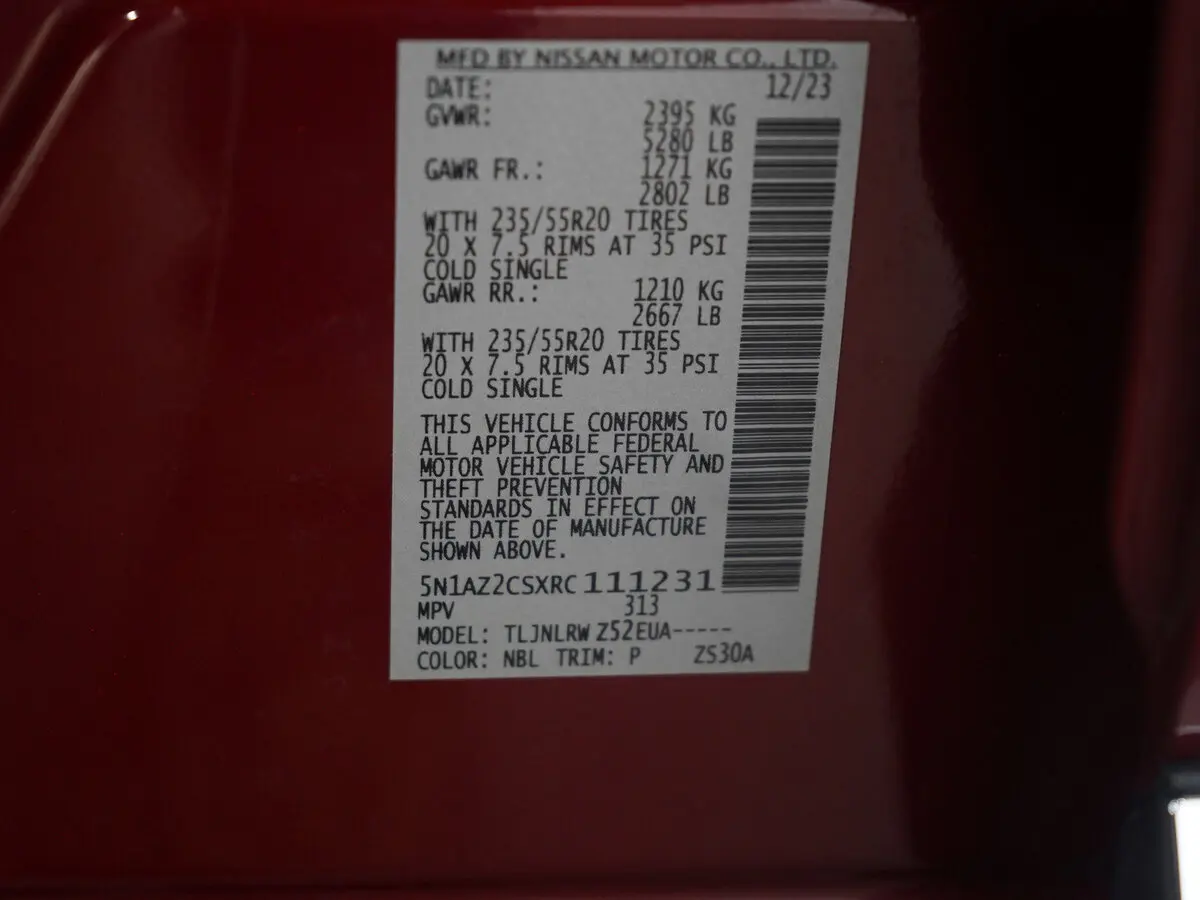 MFD BY NISSAN MOTOR CO., LTD.
DATE: 12/23
GVWR: 2395 KG
5280 LB
GAWR FR.: 1271 KG
2802 LB
WITH 235/55R20 TIRES
20 X 7.5 RIMS AT 35 PSI
COLD SINGLE
GAWR RR.: 1210 KG
2667 LB
WITH 235/55R20 TIRES
20 X 7.5 RIMS AT 35 PSI
COLD SINGLE
THIS VEHICLE CONFORMS TO
ALL APPLICABLE FEDERAL
MOTOR VEHICLE SAFETY AND
THEFT PREVENTION
STANDARDS IN EFFECT ON
THE DATE OF MANUFACTURE
SHOWN ABOVE.
5N1AZ2CSXRC 111231
MPV 313
MODEL: TLJNLRW Z52EUA-----
COLOR: NBL TRIM: P ZS30A